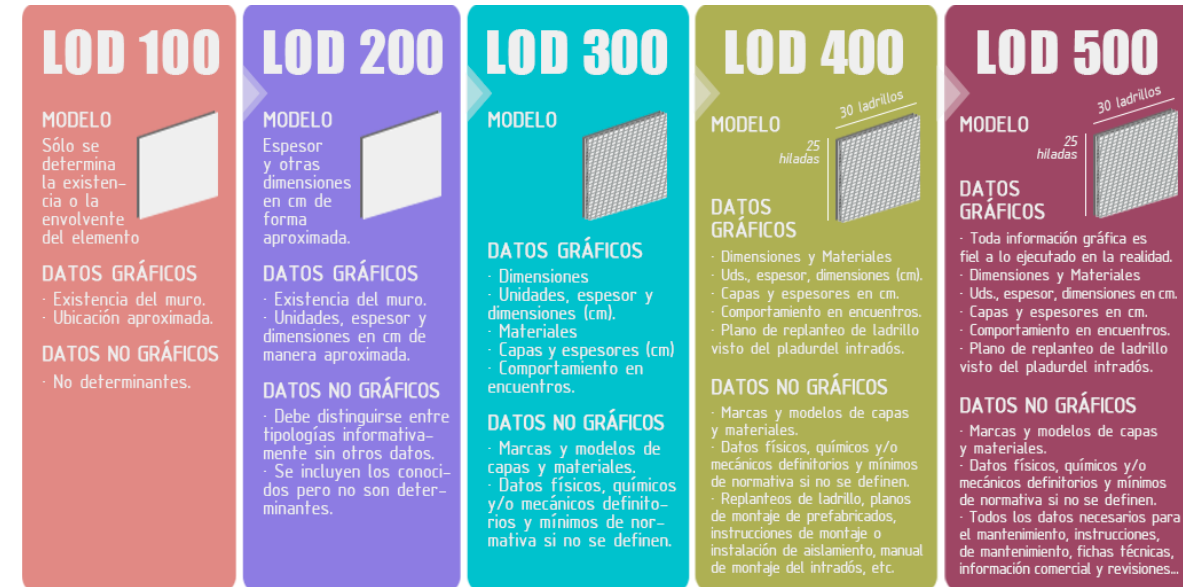 LOD 100
MODELO
Sólo se
determina
la existen-
cia o la
envolvente
del elemento
DATOS GRÁFICOS
· Existencia del muro.
· Ubicación aproximada.
DATOS NO GRÁFICOS
· No determinantes.
LOD 200
MODELO
Espesor
y otras
dimensiones
en cm de
forma
aproximada.
DATOS GRÁFICOS
· Existencia del muro.
· Unidades, espesor y
dimensiones en cm de
manera aproximada.
DATOS NO GRÁFICOS
· Debe distinguirse entre
tipologías informativa-
mente sin otros datos.
· Se incluyen los conoci-
dos pero no son deter-
minantes.
LOD 300
MODELO
DATOS GRÁFICOS
· Dimensiones
· Unidades, espesor y
dimensiones (cm).
· Materiales
· Capas y espesores (cm)
· Comportamiento en
encuentros.
DATOS NO GRÁFICOS
· Marcas y modelos de
capas y materiales.
· Datos físicos, químicos
y/o mecánicos definito-
rios y mínimos de nor-
mativa si no se definen.
LOD 400
30 ladrillos
MODELO
25
hiladas
DATOS
GRÁFICOS
· Dimensiones y Materiales
· Uds., espesor, dimensiones (cm).
· Capas y espesores en cm.
· Comportamiento en encuentros.
· Plano de replanteo de ladrillo
visto del pladurdel intradós.
DATOS NO GRÁFICOS
· Marcas y modelos de capas
y materiales.
· Datos físicos, químicos y/o
mecánicos definitorios y mínimos
de normativa si no se definen.
· Replanteos de ladrillo, planos
de montaje de prefabricados,
instrucciones de montaje o
instalación de aislamiento, manual
de montaje del intradós, etc.
LOD 500
30 ladrillos
MODELO
25
hiladas
DATOS
GRÁFICOS
· Toda información gráfica es
fiel a lo ejecutado en la realidad.
· Dimensiones y Materiales
· Uds., espesor, dimensiones en cm.
· Capas y espesores en cm.
· Comportamiento en encuentros.
· Plano de replanteo de ladrillo
visto del pladurdel intradós.
DATOS NO GRÁFICOS
· Marcas y modelos de capas
y materiales.
· Datos físicos, químicos y/o
mecánicos definitorios y mínimos
de normativa si no se definen.
· Todos los datos necesarios para
el mantenimiento, instrucciones,
de mantenimiento, fichas técnicas,
información comercial y revisiones...